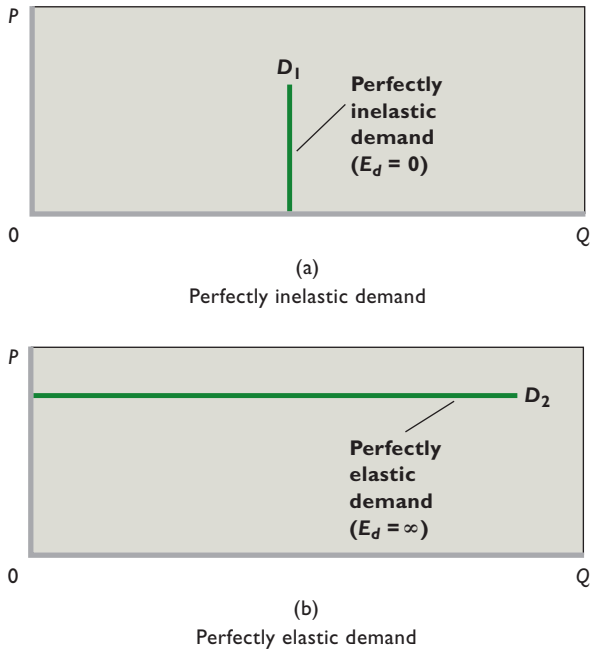 P
D1
Perfectly
inelastic
demand
(Ed = 0)
0
Q
(a)
Perfectly inelastic demand
P
D2
Perfectly
elastic
demand
(Ed = ∞)
0
Q
(b)
Perfectly elastic demand